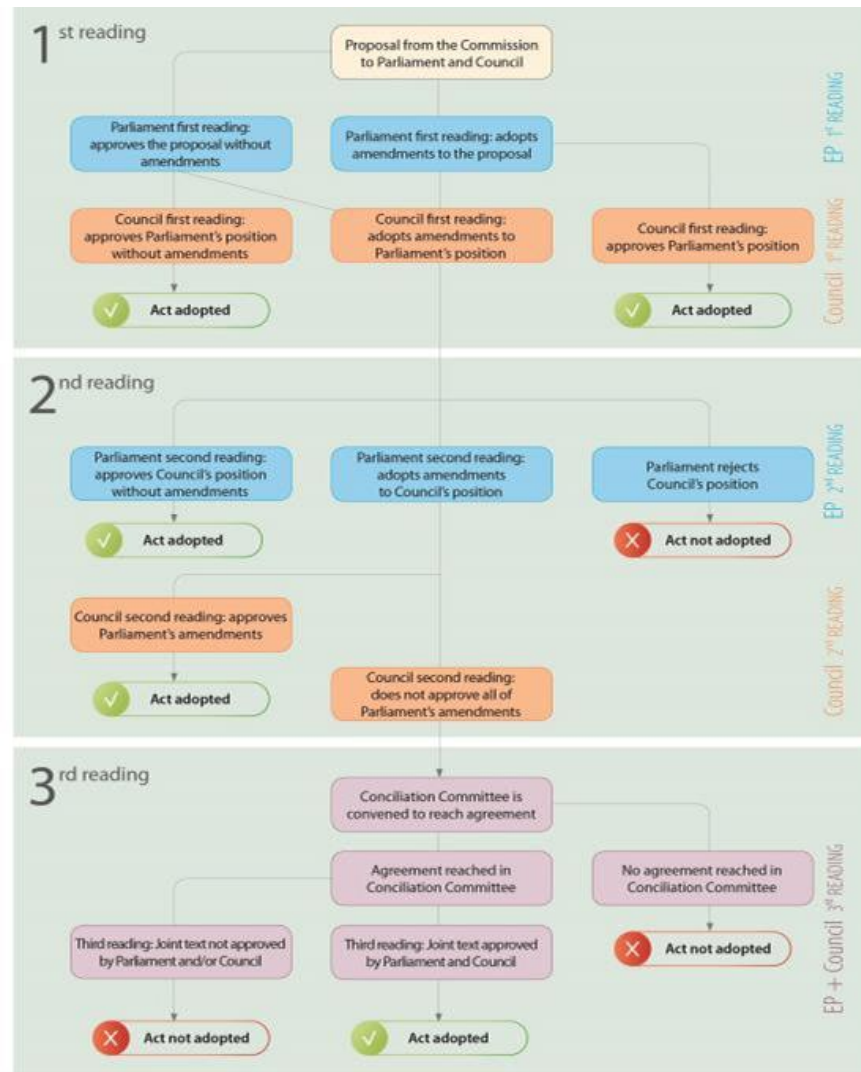 1st reading
Proposal from the Commission
to Parliament and Council
Parliament first reading:
approves the proposal without
amendments
Parliament first reading: adopts
amendments to the proposal
EP 1st READING
Council first reading:
approves Parliament's position
without amendments
Council first reading:
adopts amendments to
Parliament's position
Council first reading:
approves Parliament's position
Council 1st READING
Act adopted
Act adopted
2nd reading
Parliament second reading:
approves Council's position
without amendments
Parliament second reading:
adopts amendments
to Council's position
Parliament rejects
Council's position
EP 2nd READING
Act adopted
Act not adopted
Council second reading: approves
Parliament's amendments
Council 2nd READING
Act adopted
Council second reading:
does not approve all of
Parliament's amendments
3rd reading
Conciliation Committee is
convened to reach agreement
Agreement reached in
Conciliation Committee
No agreement reached in
Conciliation Committee
EP + Council 3rd READING
Third reading: Joint text not approved
by Parliament and/or Council
Third reading: Joint text approved
by Parliament and Council
Act not adopted
Act not adopted
Act adopted